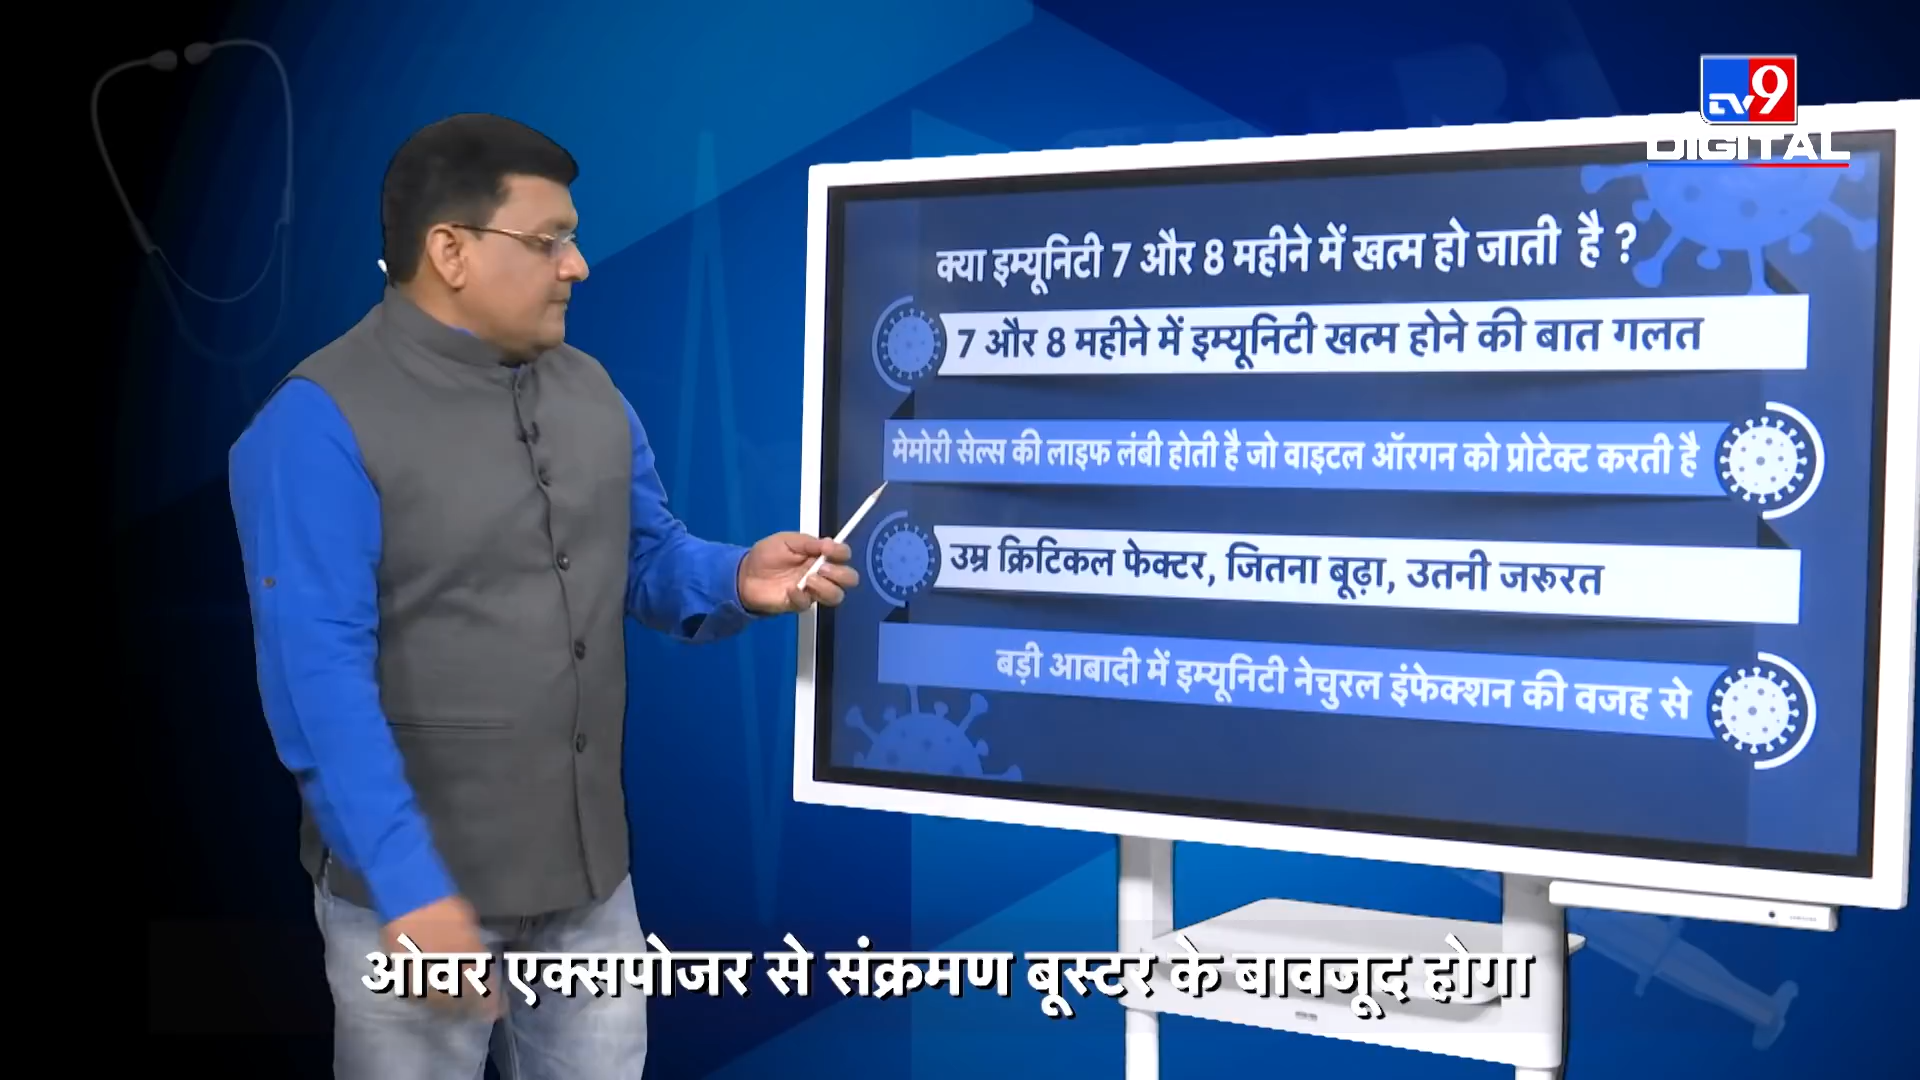 TV9
DIGITAL
क्या इम्यूनिटी 7 और 8 महीने में खत्म हो जाती है ?
7 और 8 महीने में इम्यूनिटी खत्म होने की बात गलत
मेमोरी सेल्स की लाइफ लंबी होती है जो वाइटल ऑरगन को प्रोटेक्ट करती है
उम्र क्रिटिकल फेक्टर, जितना बूढ़ा, उतनी जरूरत
बड़ी आबादी में इम्यूनिटी नेचुरल इंफेक्शन की वजह से
ओवर एक्सपोजर से संक्रमण बूस्टर के बावजूद होगा